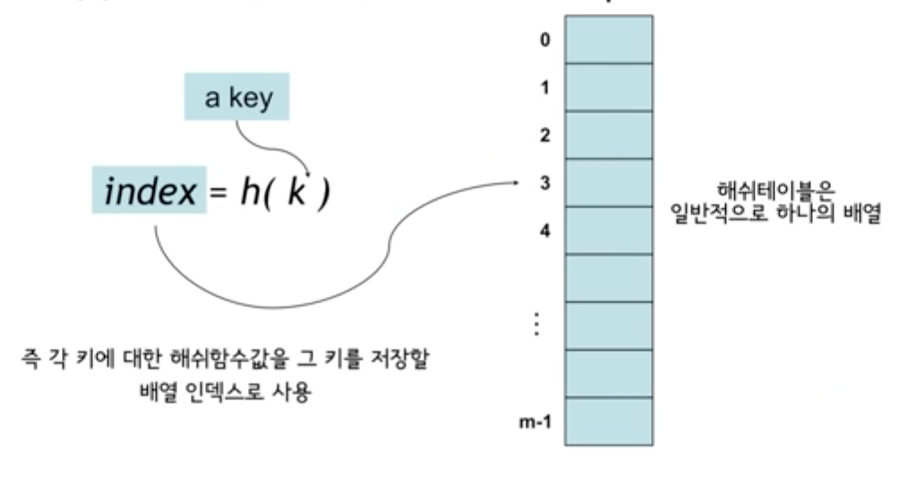 a key
index = h( k )
0
1
2
3
4
⋮
m-1
해쉬테이블은
일반적으로 하나의 배열
즉 각 키에 대한 해쉬함수값을 그 키를 저장할
배열 인덱스로 사용